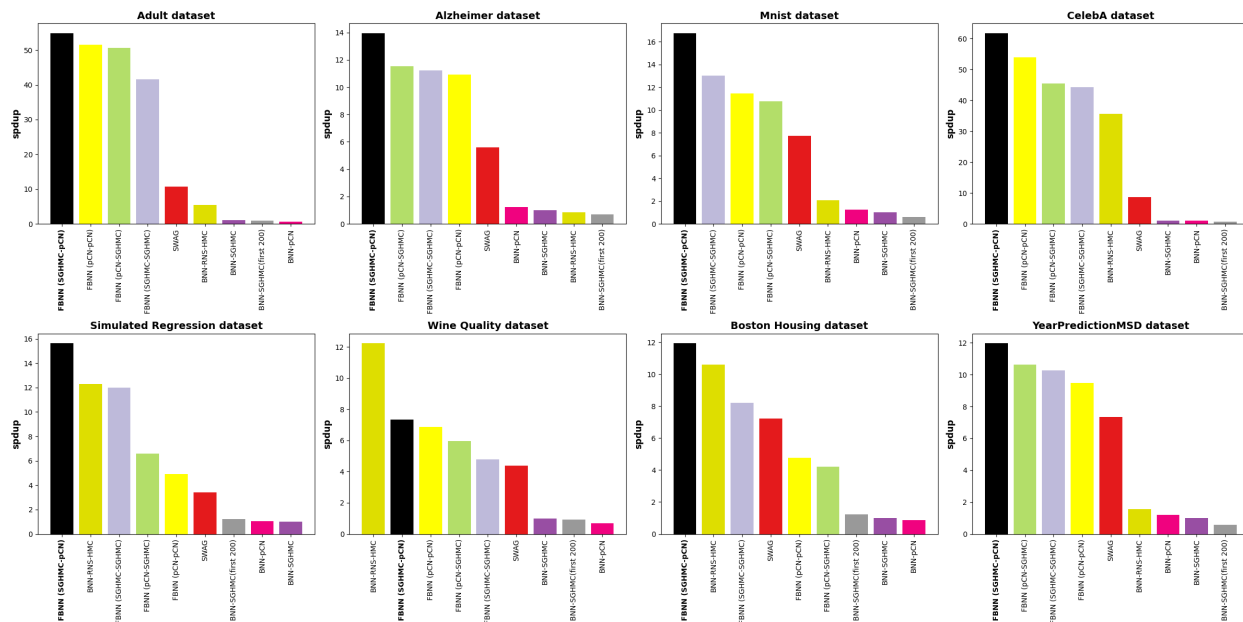 Adult dataset
spdup
50
40
30
20
10
0
FBNN (SGHMC-pCN)
FBNN (pCN-pCN)
FBNN (pCN-SGHMC)
FBNN (SGHMC-SGHMC)
SWAG
BNN-RNS-HMC
BNN-SGHMC
BNN-SGHMC(first 200)
BNN-pCN
Alzheimer dataset
spdup
14
12
10
8
6
4
2
0
FBNN (SGHMC-pCN)
FBNN (pCN-SGHMC)
FBNN (SGHMC-SGHMC)
FBNN (pCN-pCN)
SWAG
BNN-pCN
BNN-SGHMC
BNN-RNS-HMC
BNN-SGHMC(first 200)
Mnist dataset
spdup
16
14
12
10
8
6
4
2
0
FBNN (SGHMC-pCN)
FBNN (SGHMC-SGHMC)
FBNN (pCN-pCN)
FBNN (pCN-SGHMC)
SWAG
BNN-RNS-HMC
BNN-pCN
BNN-SGHMC
BNN-SGHMC(first 200)
CelebA dataset
spdup
60
50
40
30
20
10
0
FBNN (SGHMC-pCN)
FBNN (pCN-pCN)
FBNN (pCN-SGHMC)
FBNN (SGHMC-SGHMC)
BNN-RNS-HMC
SWAG
BNN-SGHMC
BNN-pCN
BNN-SGHMC(first 200)
Simulated Regression dataset
spdup
16
14
12
10
8
6
4
2
0
FBNN (SGHMC-pCN)
BNN-RNS-HMC
FBNN (SGHMC-SGHMC)
FBNN (pCN-SGHMC)
FBNN (pCN-pCN)
SWAG
BNN-SGHMC(first 200)
BNN-pCN
BNN-SGHMC
Wine Quality dataset
spdup
12
10
8
6
4
2
0
BNN-RNS-HMC
FBNN (SGHMC-pCN)
FBNN (pCN-pCN)
FBNN (pCN-SGHMC)
FBNN (SGHMC-SGHMC)
SWAG
BNN-SGHMC
BNN-SGHMC(first 200)
BNN-pCN
Boston Housing dataset
spdup
12
10
8
6
4
2
0
FBNN (SGHMC-pCN)
BNN-RNS-HMC
FBNN (SGHMC-SGHMC)
SWAG
FBNN (pCN-pCN)
FBNN (pCN-SGHMC)
BNN-SGHMC(first 200)
BNN-SGHMC
BNN-pCN
YearPredictionMSD dataset
spdup
12
10
8
6
4
2
0
FBNN (SGHMC-pCN)
FBNN (pCN-SGHMC)
FBNN (SGHMC-SGHMC)
FBNN (pCN-pCN)
SWAG
BNN-RNS-HMC
BNN-pCN
BNN-SGHMC
BNN-SGHMC(first 200)